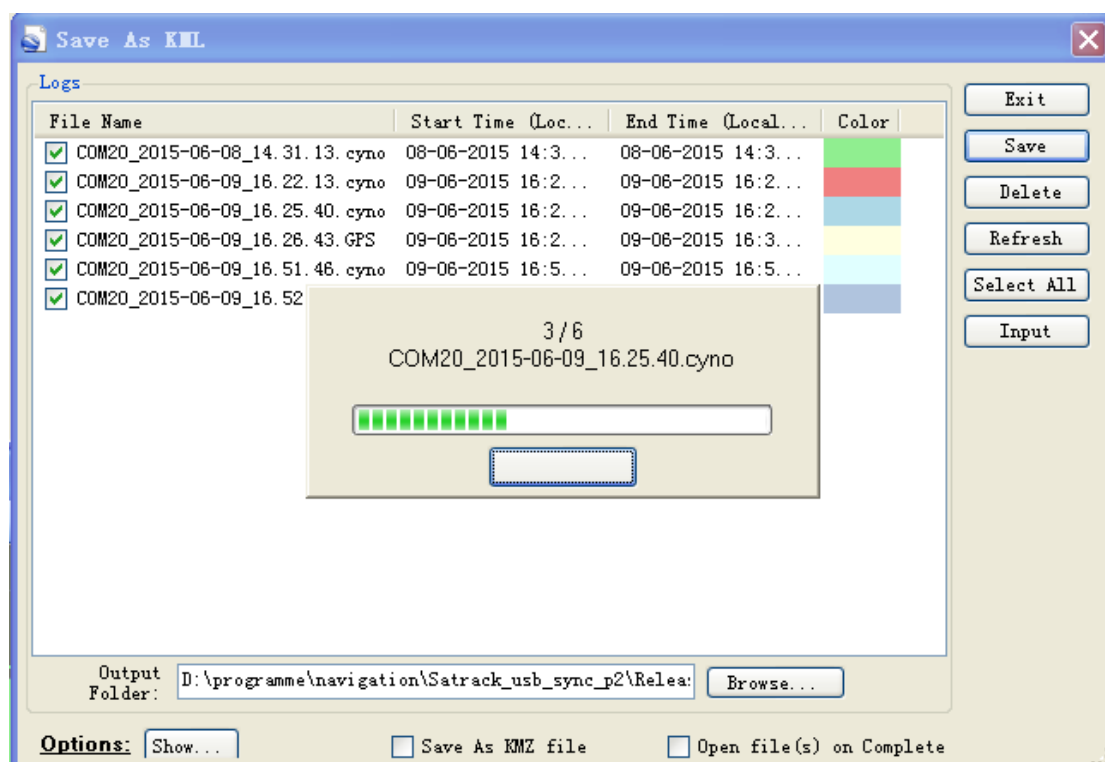 Save As KML
Logs
File Name Start Time (Loc... End Time (Local... Color
COM20_2015-06-08_14.31.13.cyno 08-06-2015 14:3... 08-06-2015 14:3...
COM20_2015-06-09_16.22.13.cyno 09-06-2015 16:2... 09-06-2015 16:2...
COM20_2015-06-09_16.25.40.cyno 09-06-2015 16:2... 09-06-2015 16:2...
COM20_2015-06-09_16.26.43.GPS 09-06-2015 16:2... 09-06-2015 16:3...
COM20_2015-06-09_16.51.46.cyno 09-06-2015 16:5... 09-06-2015 16:5...
COM20_2015-06-09_16.52
3 / 6
COM20_2015-06-09_16.25.40.cyno
Exit
Save
Delete
Refresh
Select All
Input
Output
Folder: D:\programme\navigation\Satrack_usb_sync_p2\Relea Browse...
Options: Show... Save As KMZ file Open file(s) on Complete